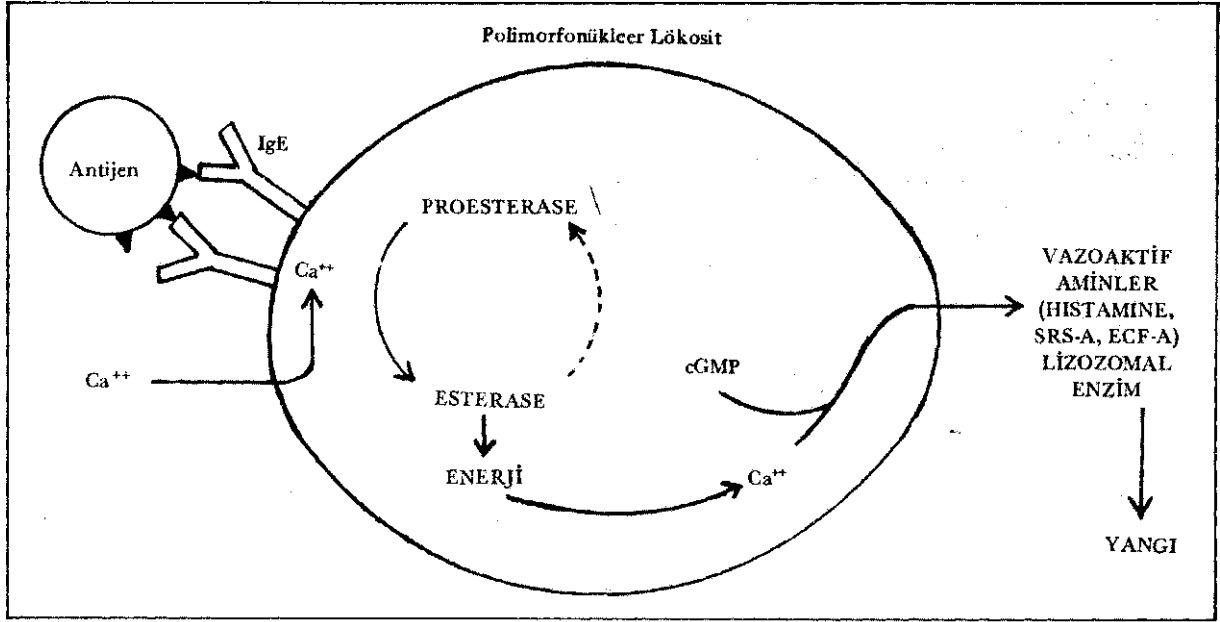 Polimorfonükleer Lökosit
IgE
Antijen
PROESTERASE
Ca++
Ca++
VAZOAKTİF
AMİNLER
(HISTAMINE,
SRS-A, ECF-A)
LİZOZOMAL
ENZİM
cGMP
ESTERASE
ENERJİ
Ca++
YANGI